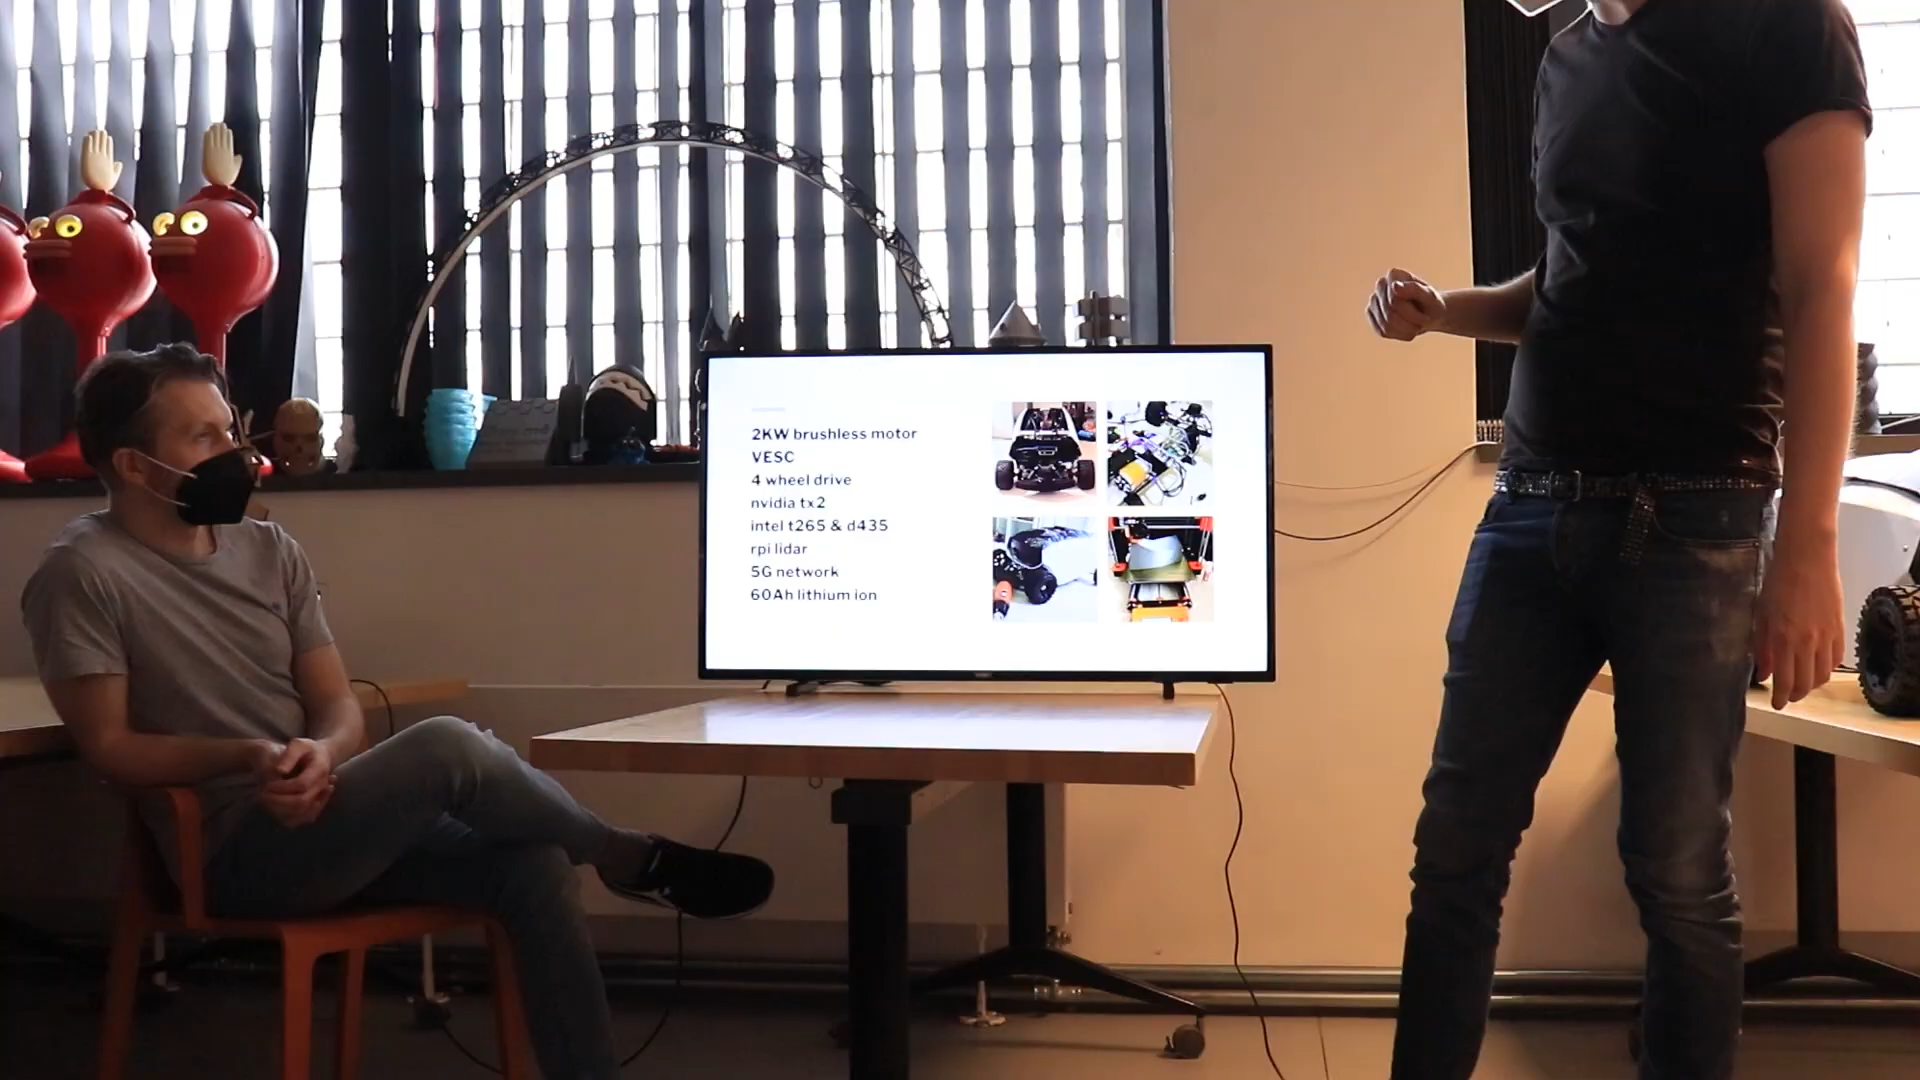 2KW brushless motor
VESC
4 wheel drive
nvidia tx2
intel t265 & d435
rpi lidar
5G network
60Ah lithium ion